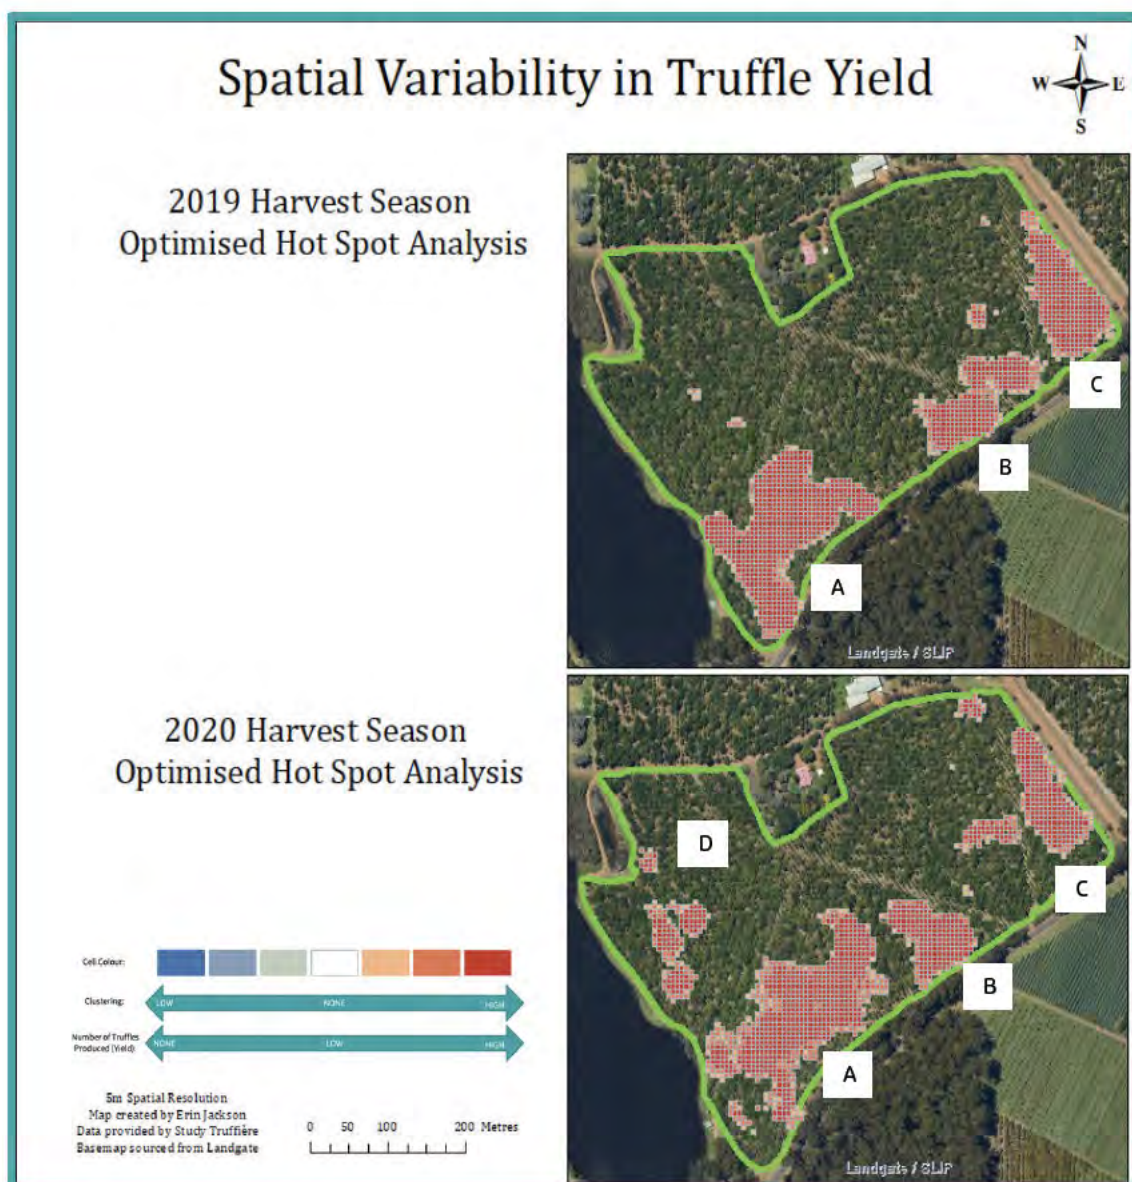 Spatial Variability in Truffle Yield
N
W E
S
2019 Harvest Season
Optimised Hot Spot Analysis
C
B
A
Landgate / SLIP
2020 Harvest Season
Optimised Hot Spot Analysis
D
C
B
A
Landgate / SLIP
Cell Colour:
Clustering:
LOW NONE HIGH
Number of Truffles
Produced (Yield)
NONE LOW HIGH
5m Spatial Resolution
Map created by Erin Jackson
Data provided by Study Truffière
Basemap sourced from Landgate
0 50 100 200 Metres